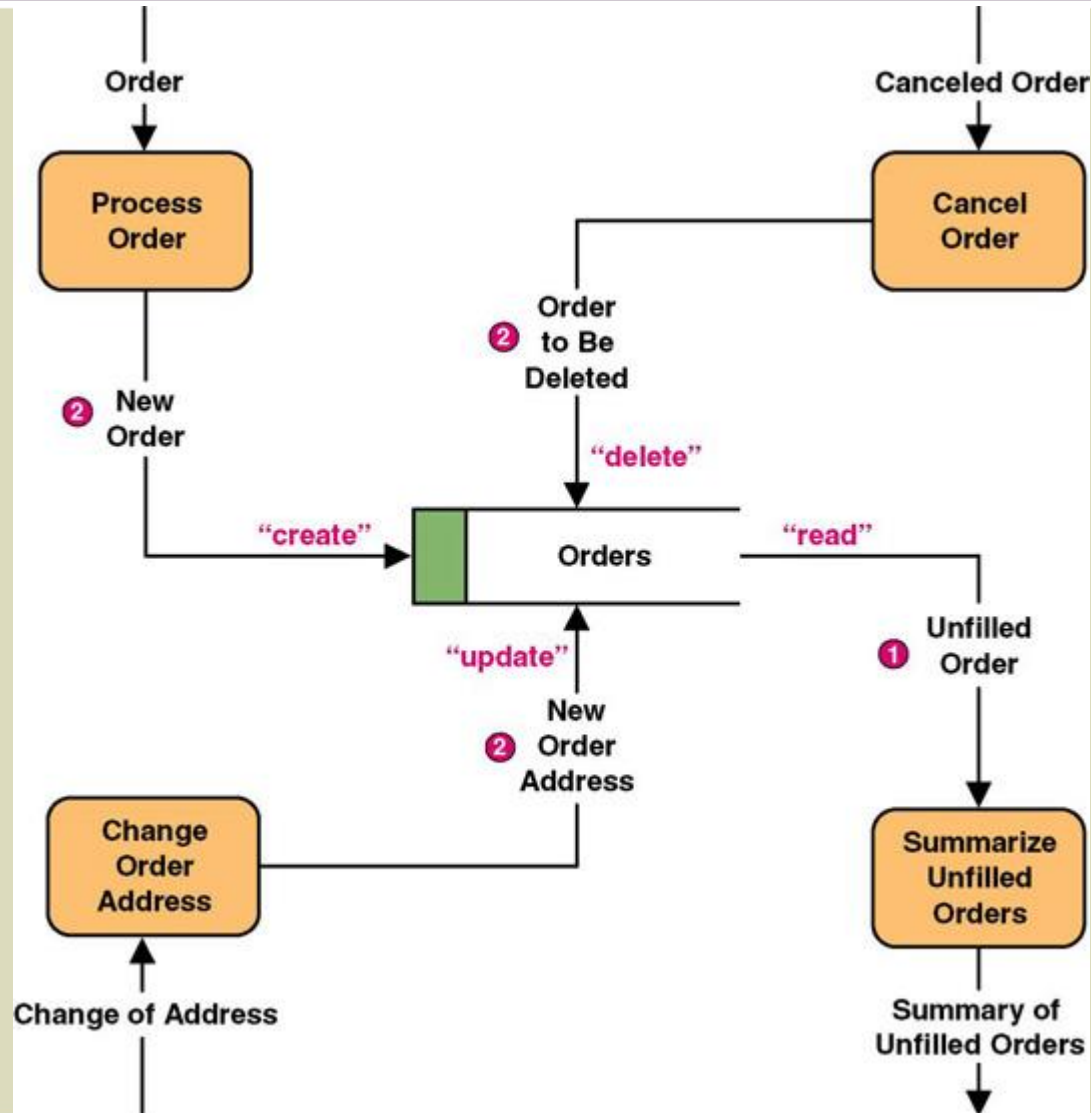 Order
Canceled Order
Process
Order
Cancel
Order
Order
to Be
Deleted
2
2
New
Order
“delete”
“create”
Orders
“read”
“update”
Unfilled
Order
1
New
Order
Address
2
Change
Order
Address
Summarize
Unfilled
Orders
Change of Address
Summary of
Unfilled Orders